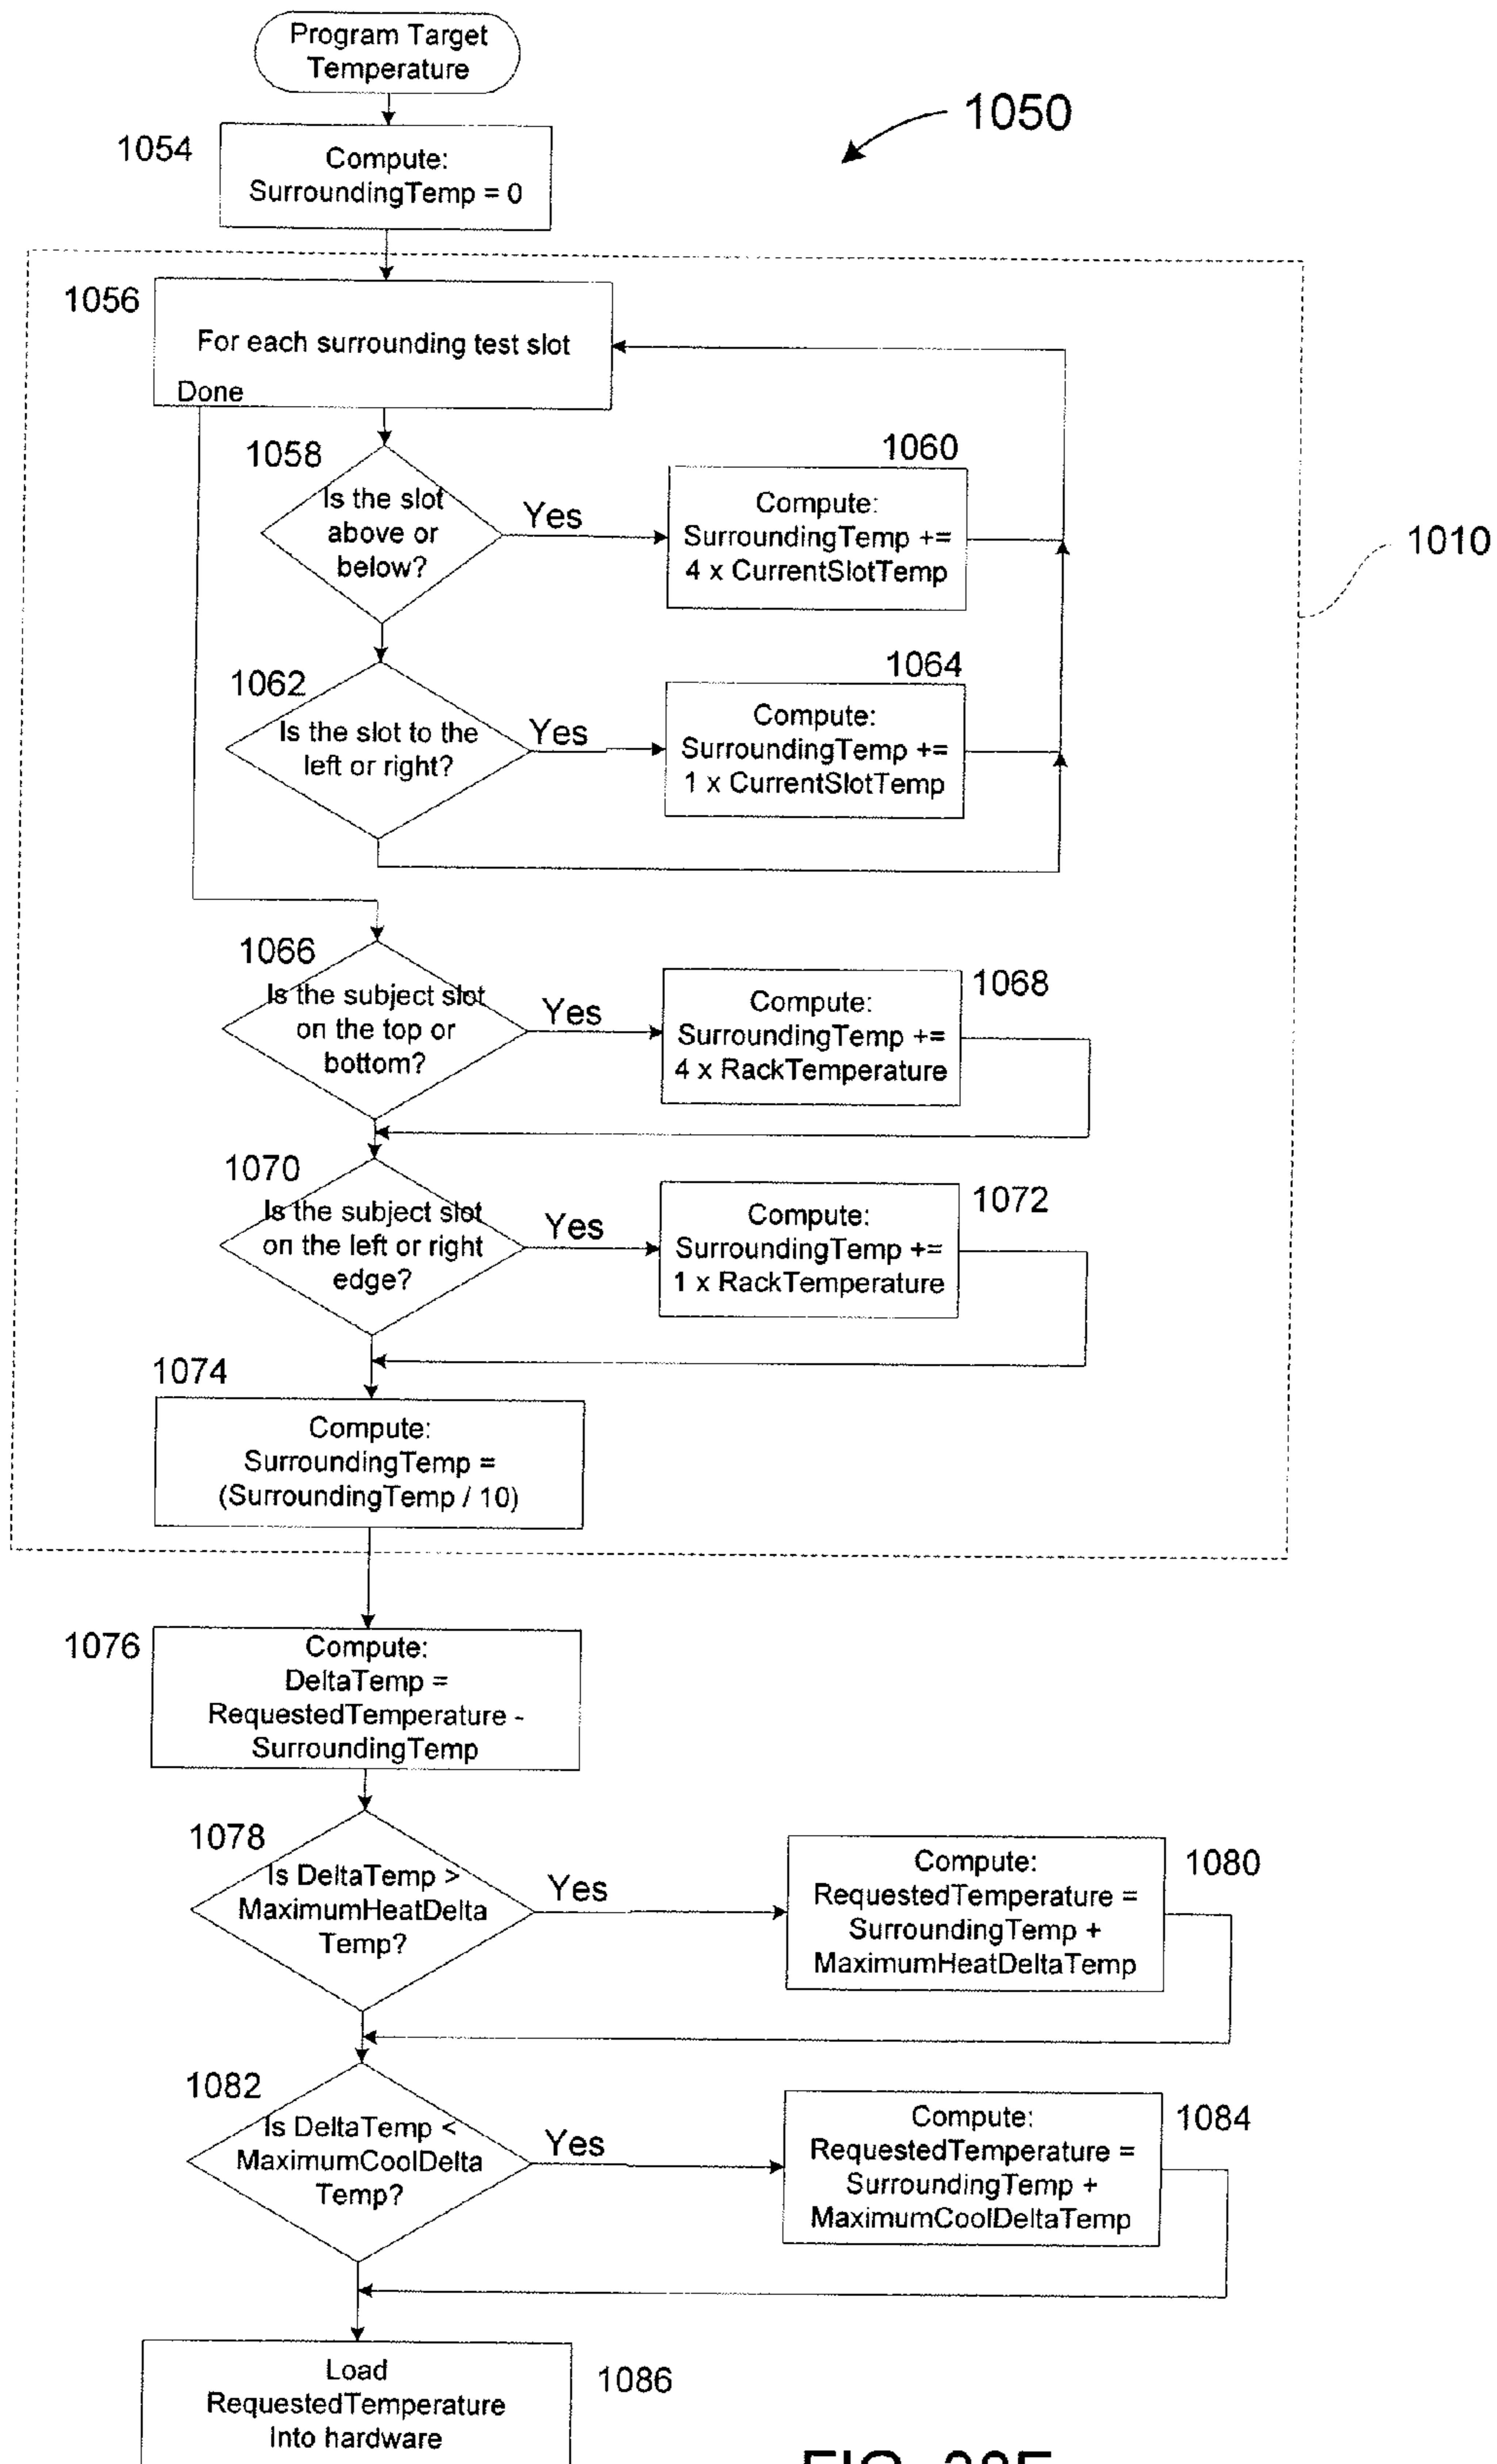 Program Target
Temperature
1050
1054
Compute:
SurroundingTemp = 0
1056
For each surrounding test slot
Done
1058
Is the slot
above or
below?
Yes
1060
Compute:
SurroundingTemp +=
4 x CurrentSlotTemp
1010
1062
Is the slot to the
left or right?
Yes
1064
Compute:
SurroundingTemp +=
1 x CurrentSlotTemp
1066
Is the subject slot
on the top or
bottom?
Yes
1068
Compute:
SurroundingTemp +=
4 x RackTemperature
1070
Is the subject slot
on the left or right
edge?
Yes
1072
Compute:
SurroundingTemp +=
1 x RackTemperature
1074
Compute:
SurroundingTemp =
(SurroundingTemp / 10)
1076
Compute:
DeltaTemp =
RequestedTemperature -
SurroundingTemp
1078
Is DeltaTemp >
MaximumHeatDelta
Temp?
Yes
1080
Compute:
RequestedTemperature =
SurroundingTemp +
MaximumHeatDeltaTemp
1082
Is DeltaTemp <
MaximumCoolDelta
Temp?
Yes
1084
Compute:
RequestedTemperature =
SurroundingTemp +
MaximumCoolDeltaTemp
1086
Load
RequestedTemperature
Into hardware
FIG.